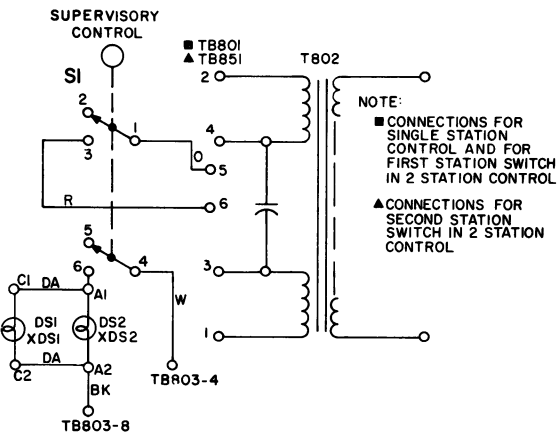 SUPERVISORY
CONTROL
■ TB801
▲ TB851
T802
S1
2
1
3
2
4
O
5
6
R
5
6
4
3
1
W
C1
DA
A1
DS1
XDS1
DS2
XDS2
C2
DA
A2
BK
TB803-4
TB803-8
NOTE:
■ CONNECTIONS FOR
SINGLE STATION
CONTROL AND FOR
FIRST STATION SWITCH
IN 2 STATION CONTROL
▲ CONNECTIONS FOR
SECOND STATION
SWITCH IN 2 STATION
CONTROL